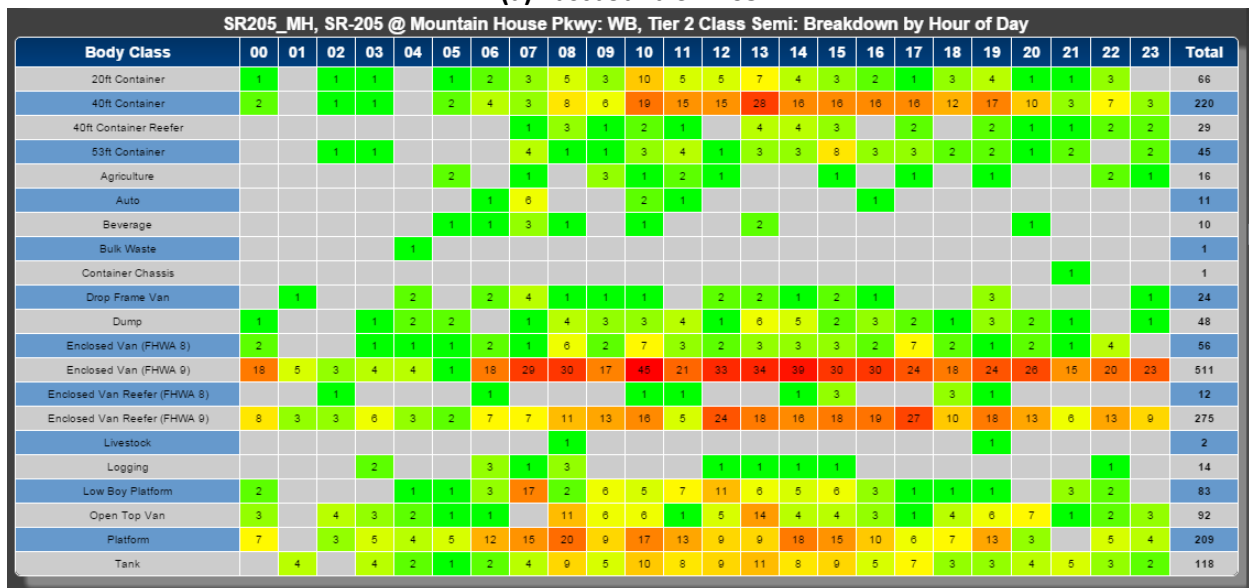 SR205_MH, SR-205 @ Mountain House Pkwy: WB, Tier 2 Class Semi: Breakdown by Hour of Day
Body Class 00 01 02 03 04 05 06 07 08 09 10 11 12 13 14 15 16 17 18 19 20 21 22 23 Total
20ft Container 1 1 1 1 2 3 5 3 10 5 5 7 4 3 2 1 3 4 1 1 3 66
40ft Container 2 1 1 2 4 3 8 6 19 15 15 28 16 16 16 16 12 17 10 3 7 3 220
40ft Container Reefer 1 3 1 2 1 4 4 3 2 2 1 1 2 2 29
53ft Container 1 1 4 1 1 3 4 1 3 3 8 3 3 2 2 1 2 2 45
Agriculture 2 1 3 1 2 1 1 1 1 2 1 16
Auto 1 6 2 1 1 11
Beverage 1 1 3 1 1 2 1 10
Bulk Waste 1 1
Container Chassis 1 1
Drop Frame Van 1 2 2 4 1 1 1 2 2 1 2 1 3 1 24
Dump 1 1 2 2 1 4 3 3 4 1 6 5 2 3 2 1 3 2 1 1 48
Enclosed Van (FHWA 8) 2 1 1 1 2 1 6 2 7 3 2 3 3 3 2 7 2 1 2 1 4 56
Enclosed Van (FHWA 9) 18 5 3 4 4 1 18 29 30 17 45 21 33 34 39 30 30 24 18 24 26 15 20 23 511
Enclosed Van Reefer (FHWA 8) 1 1 1 1 1 3 3 1 12
Enclosed Van Reefer (FHWA 9) 8 3 3 6 3 2 7 7 11 13 16 5 24 18 16 18 19 27 10 18 13 6 13 9 275
Livestock 1 1 2
Logging 2 3 1 3 1 1 1 1 1 14
Low Boy Platform 2 1 1 3 17 2 6 5 7 11 6 5 6 3 1 1 1 3 2 83
Open Top Van 3 4 3 2 1 1 11 6 6 1 5 14 4 4 3 1 4 6 7 1 2 3 92
Platform 7 3 5 4 5 12 15 20 9 17 13 9 9 18 15 10 6 7 13 3 5 4 209
Tank 4 4 2 1 2 4 9 5 10 8 9 11 8 9 5 7 3 3 4 5 3 2 118